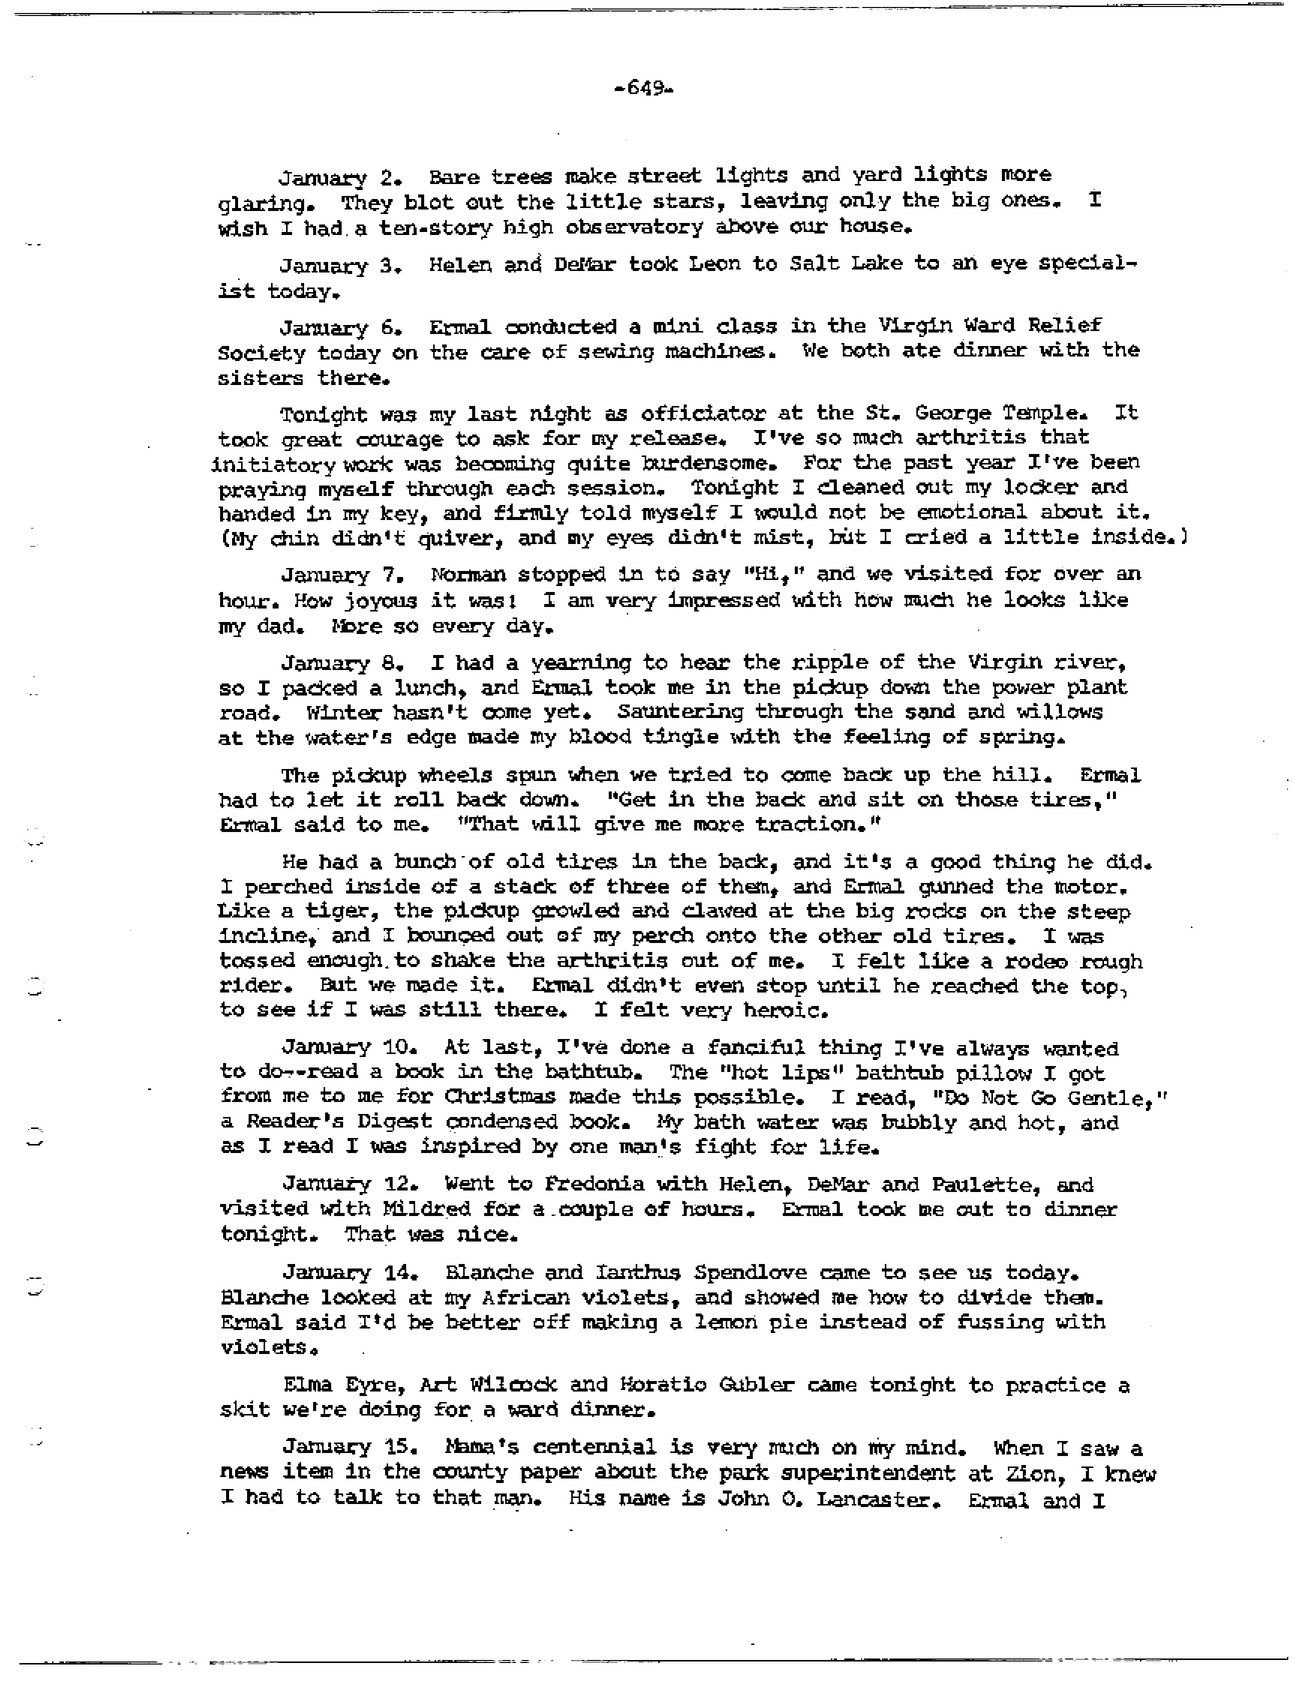 -649-
January 2. Bare trees make street lights and yard lights more
glaring. They blot out the little stars, leaving only the big ones. I
wish I had a ten-story high observatory above our house.
January 3. Helen and DeMar took Leon to Salt Lake to an eye special-
ist today.
January 6. Ermal conducted a mini class in the Virgin Ward Relief
Society today on the care of sewing machines. We both ate dinner with the
sisters there.
Tonight was my last night as officiator at the St. George Temple. It
took great courage to ask for my release. I've so much arthritis that
initiatory work was becoming quite burdensome. For the past year I've been
praying myself through each session. Tonight I cleaned out my locker and
handed in my key, and firmly told myself I would not be emotional about it.
(My chin didn't quiver, and my eyes didn't mist, but I cried a little inside.)
January 7. Norman stopped in to say "Hi," and we visited for over an
hour. How joyous it was! I am very impressed with how much he looks like
my dad. More so every day.
January 8. I had a yearning to hear the ripple of the Virgin river,
so I packed a lunch, and Ermal took me in the pickup down the power plant
road. Winter hasn't come yet. Sauntering through the sand and willows
at the water's edge made my blood tingle with the feeling of spring.
The pickup wheels spun when we tried to come back up the hill. Ermal
had to let it roll back down. "Get in the back and sit on those tires,"
Ermal said to me. "That will give me more traction."
He had a bunch of old tires in the back, and it's a good thing he did.
I perched inside of a stack of three of them, and Ermal gunned the motor.
Like a tiger, the pickup growled and clawed at the big rocks on the steep
incline, and I bounced out of my perch onto the other old tires. I was
tossed enough to shake the arthritis out of me. I felt like a rodeo rough
rider. But we made it. Ermal didn't even stop until he reached the top,
to see if I was still there. I felt very heroic.
January 10. At last, I've done a fanciful thing I've always wanted
to do--read a book in the bathtub. The "hot lips" bathtub pillow I got
from me to me for Christmas made this possible. I read, "Do Not Go Gentle,"
a Reader's Digest condensed book. My bath water was bubbly and hot, and
as I read I was inspired by one man's fight for life.
January 12. Went to Fredonia with Helen, DeMar and Paulette, and
visited with Mildred for a couple of hours. Ermal took me out to dinner
tonight. That was nice.
January 14. Blanche and Ianthus Spendlove came to see us today.
Blanche looked at my African violets, and showed me how to divide them.
Ermal said I'd be better off making a lemon pie instead of fussing with
violets.
Elma Eyre, Art Wilcock and Horatio Gubler came tonight to practice a
skit we're doing for a ward dinner.
January 15. Mama's centennial is very much on my mind. When I saw a
news item in the county paper about the park superintendent at Zion, I knew
I had to talk to that man. His name is John O. Lancaster. Ermal and I